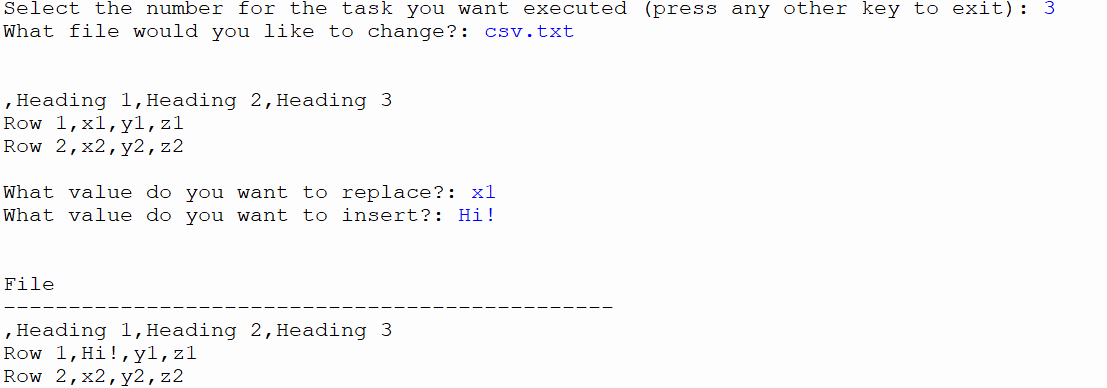 Select the number for the task you want executed (press any other key to exit): 3
What file would you like to change?: csv.txt
,Heading 1,Heading 2,Heading 3
Row 1,x1,y1,z1
Row 2,x2,y2,z2
What value do you want to replace?: x1
What value do you want to insert?: Hi!
File
-----------------------------------------------
,Heading 1,Heading 2,Heading 3
Row 1,Hi!,y1,z1
Row 2,x2,y2,z2